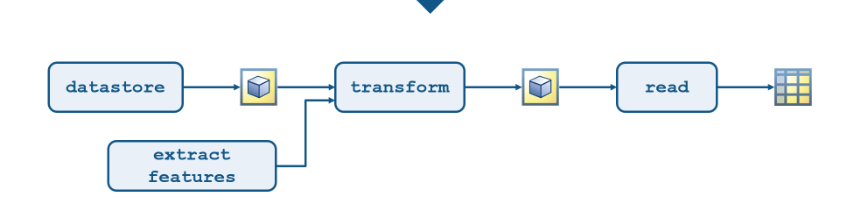 datastore
transform
read
extract
features